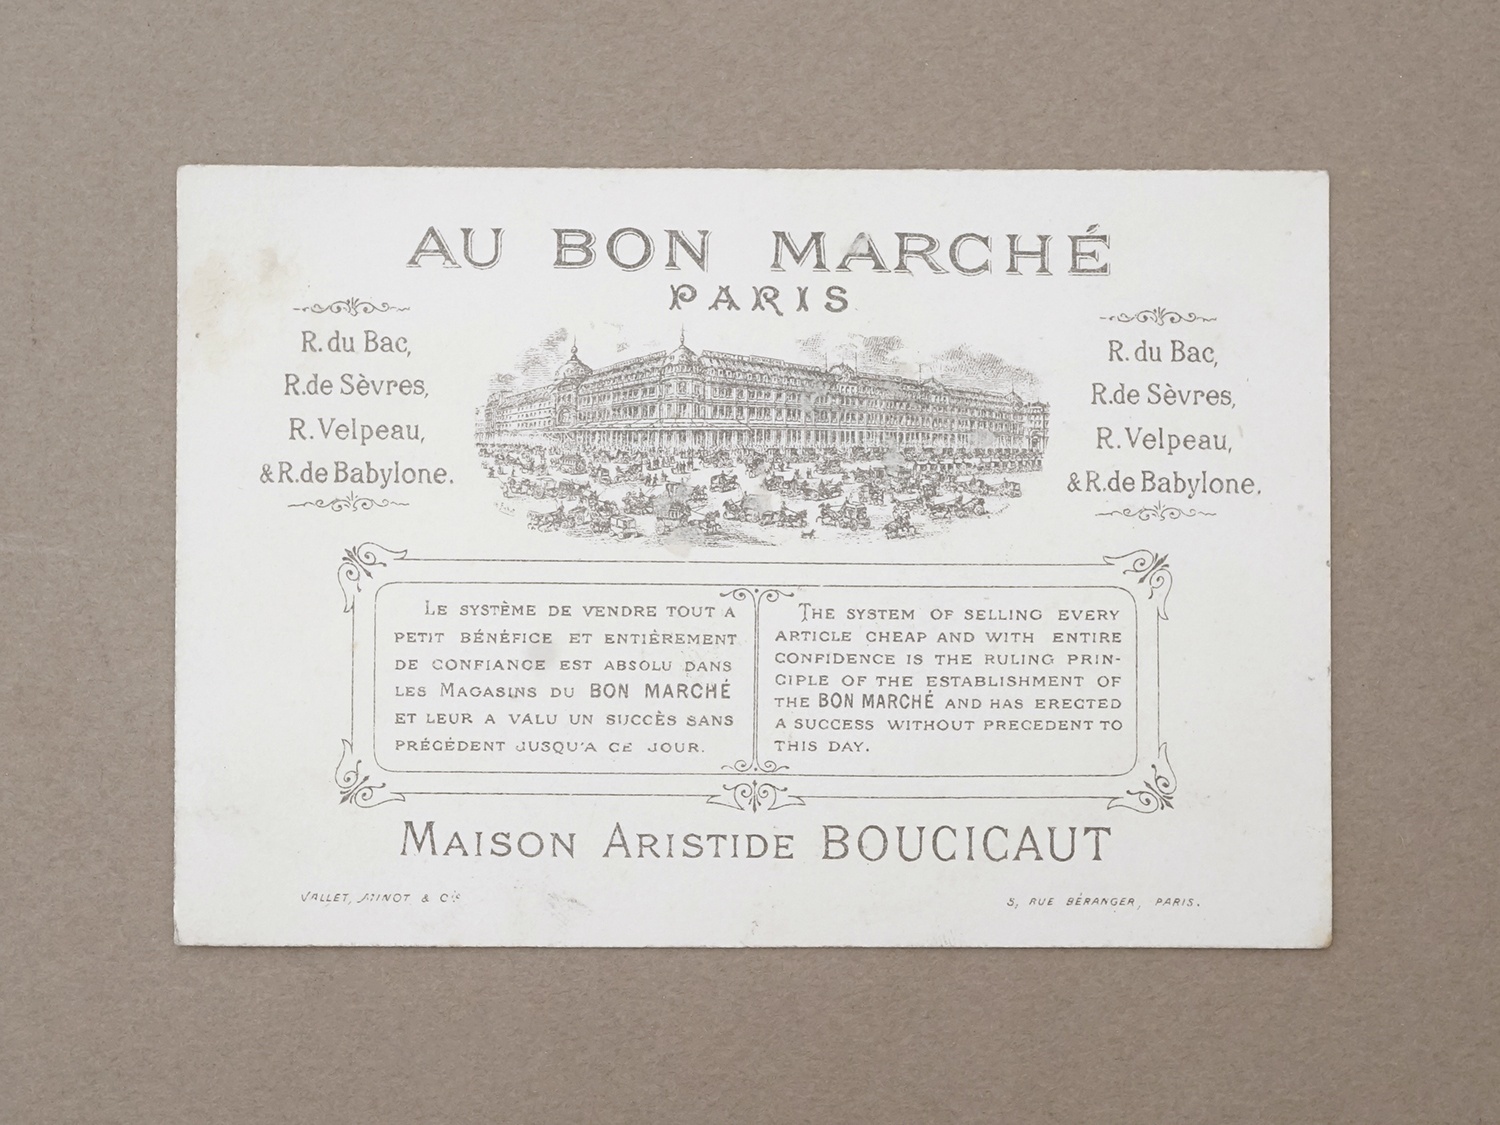 AU BON MARCHÉ
PARIS
R. du Bac,
R. de Sèvres,
R. Velpeau,
& R. de Babylone.
R. du Bac,
R. de Sèvres,
R. Velpeau,
& R. de Babylone.
LE SYSTÈME DE VENDRE TOUT A
PETIT BÉNÉFICE ET ENTIÈREMENT
DE CONFIANCE EST ABSOLU DANS
LES MAGASINS DU BON MARCHÉ
ET LEUR A VALU UN SUCCÈS SANS
PRÉCÉDENT JUSQU'A CE JOUR.
THE SYSTEM OF SELLING EVERY
ARTICLE CHEAP AND WITH ENTIRE
CONFIDENCE IS THE RULING PRIN-
CIPLE OF THE ESTABLISHMENT OF
THE BON MARCHÉ AND HAS ERECTED
A SUCCESS WITHOUT PRECEDENT TO
THIS DAY.
MAISON ARISTIDE BOUCICAUT
VALLET, MINOT & Cie
5, RUE BÉRANGER, PARIS.